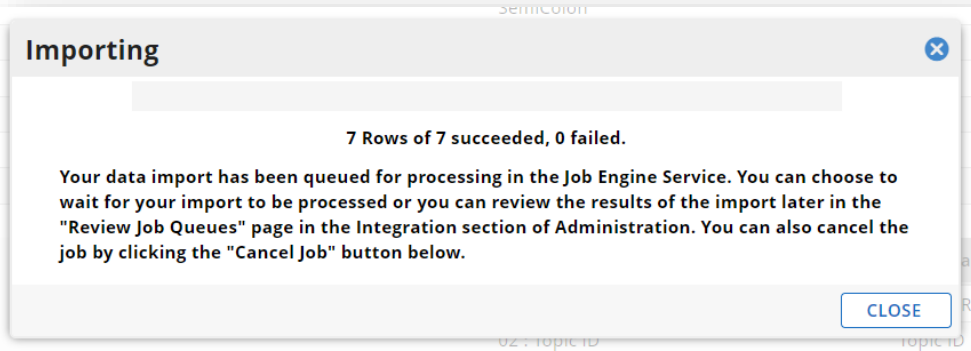 SemiColon
Importing
7 Rows of 7 succeeded, 0 failed.
Your data import has been queued for processing in the Job Engine Service. You can choose to
wait for your import to be processed or you can review the results of the import later in the
"Review Job Queues" page in the Integration section of Administration. You can also cancel the
job by clicking the "Cancel Job" button below.
CLOSE
02 : Topic ID
Topic ID